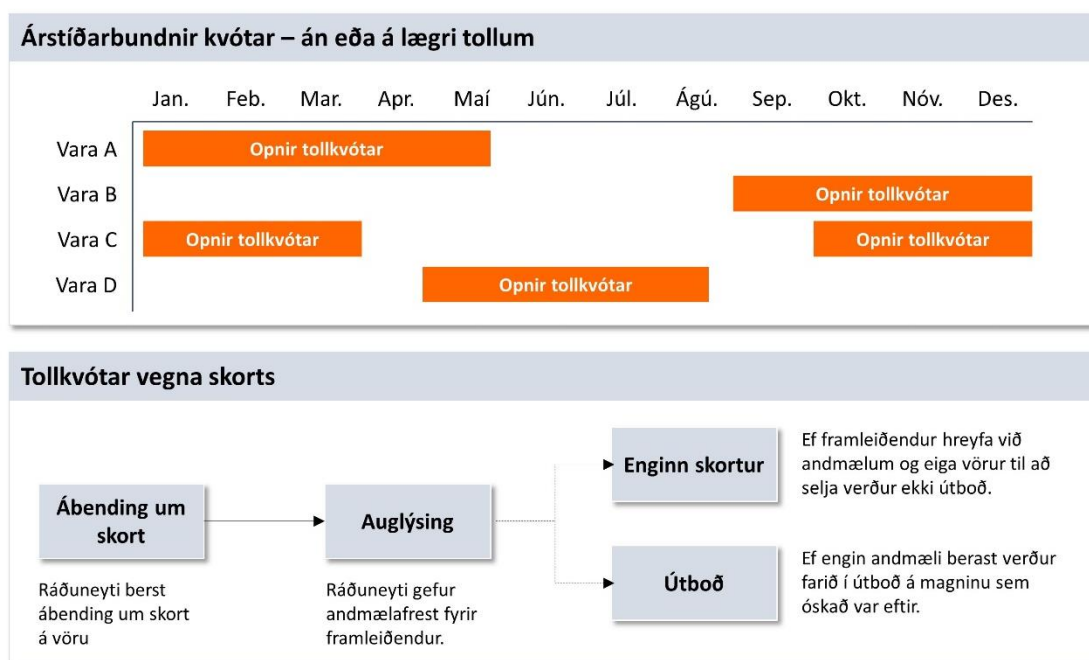 Árstíðarbundnir kvótar – án eða á lægri tollum
Jan. Feb. Mar. Apr. Maí Jún. Júl. Ágú. Sep. Okt. Nóv. Des.
Vara A Opnir tollkvótar
Vara B Opnir tollkvótar
Vara C Opnir tollkvótar Opnir tollkvótar
Vara D Opnir tollkvótar
Tollkvótar vegna skorts
Ábending um
skort
Ráðuneyti berst
ábending um skort
á vöru
Auglýsing
Ráðuneyti gefur
andmælafrest fyrir
framleiðendur.
Enginn skortur
Ef framleiðendur hreyfa við
andmælum og eiga vörur til að
selja verður ekki útboð.
Útboð
Ef engin andmæli berast verður
farið í útboð á magninu sem
óskað var eftir.